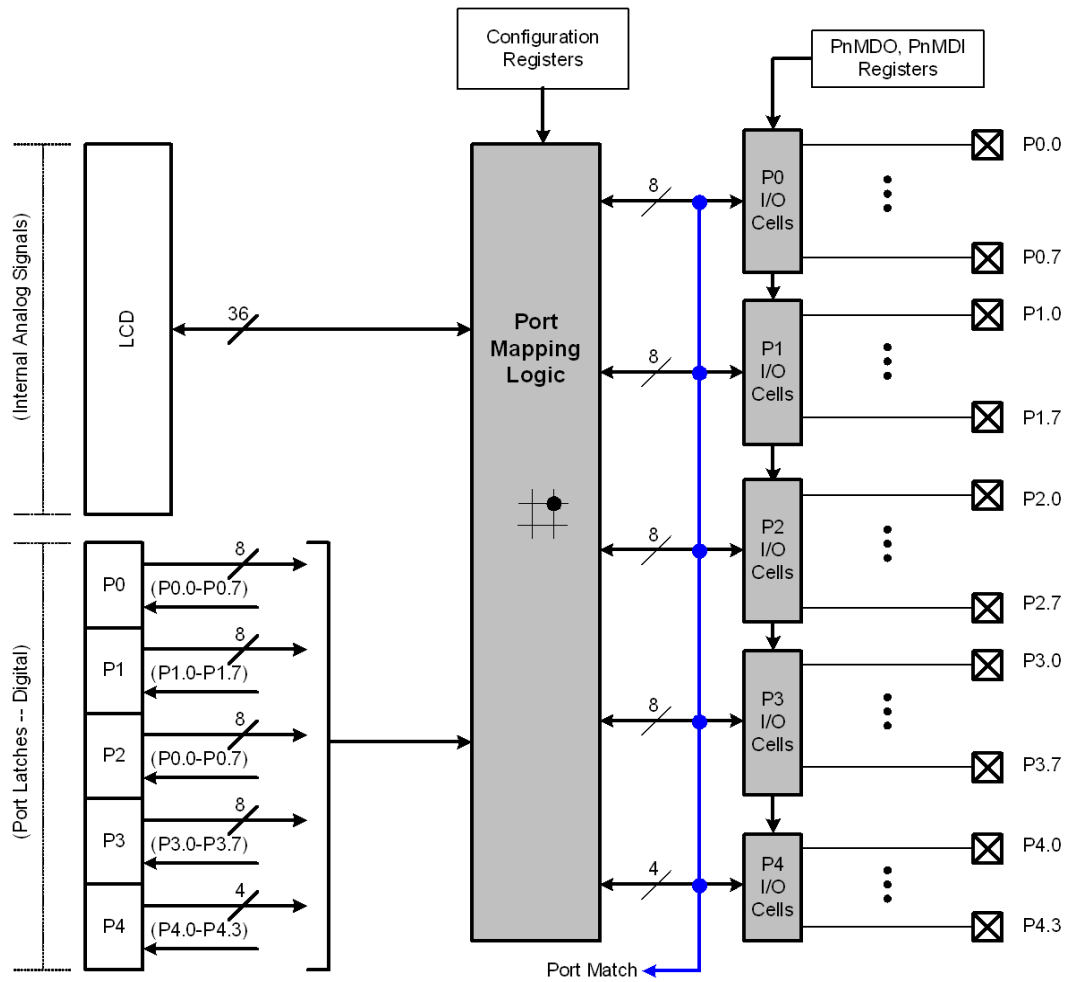 Configuration
Registers
PnMDO, PnMDI
Registers
(Internal Analog Signals)
LCD
36
Port
Mapping
Logic
8
P0
I/O
Cells
P0.0
P0.7
8
P1
I/O
Cells
P1.0
P1.7
8
P2
I/O
Cells
P2.0
P2.7
8
P3
I/O
Cells
P3.0
P3.7
4
P4
I/O
Cells
P4.0
P4.3
(Port Latches -- Digital)
P0
8
(P0.0-P0.7)
P1
8
(P1.0-P1.7)
P2
8
(P0.0-P0.7)
P3
8
(P3.0-P3.7)
P4
4
(P4.0-P4.3)
Port Match